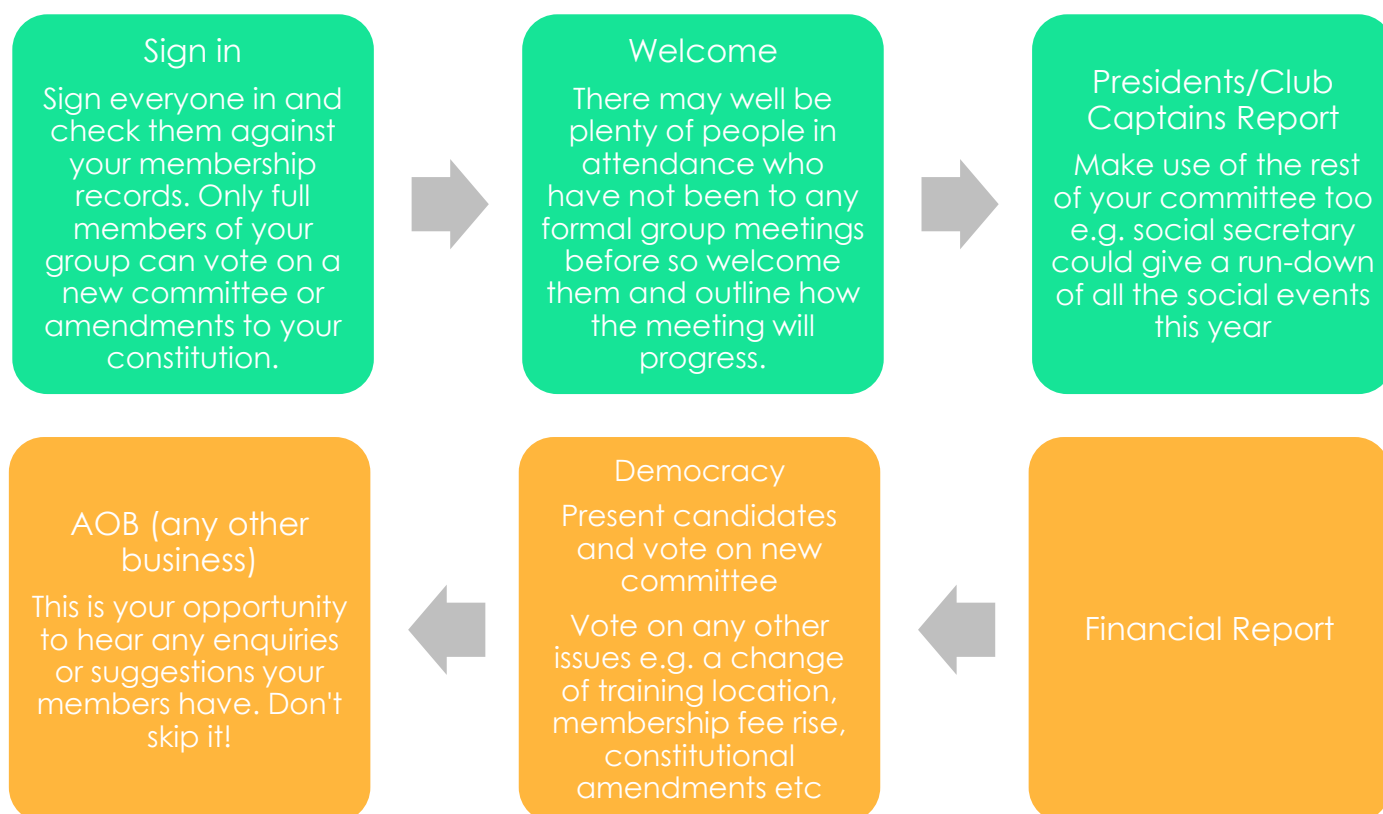 Sign in
Sign everyone in and
check them against
your membership
records. Only full
members of your
group can vote on a
new committee or
amendments to your
constitution.
Welcome
There may well be
plenty of people in
attendance who
have not been to any
formal group meetings
before so welcome
them and outline how
the meeting will
progress.
Presidents/Club
Captains Report
Make use of the rest
of your committee too
e.g. social secretary
could give a run-down
of all the social events
this year
Financial Report
Democracy
Present candidates
and vote on new
committee
Vote on any other
issues e.g. a change
of training location,
membership fee rise,
constitutional
amendments etc
AOB (any other
business)
This is your opportunity
to hear any enquiries
or suggestions your
members have. Don't
skip it!